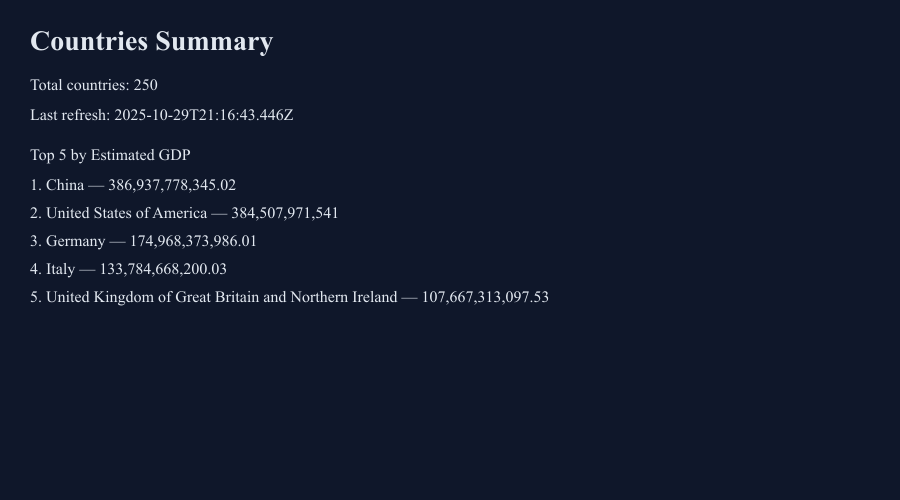 Countries Summary
Total countries: 250
Last refresh: 2025-10-29T21:16:43.446Z
Top 5 by Estimated GDP
1. China — 386,937,778,345.02
2. United States of America — 384,507,971,541
3. Germany — 174,968,373,986.01
4. Italy — 133,784,668,200.03
5. United Kingdom of Great Britain and Northern Ireland — 107,667,313,097.53